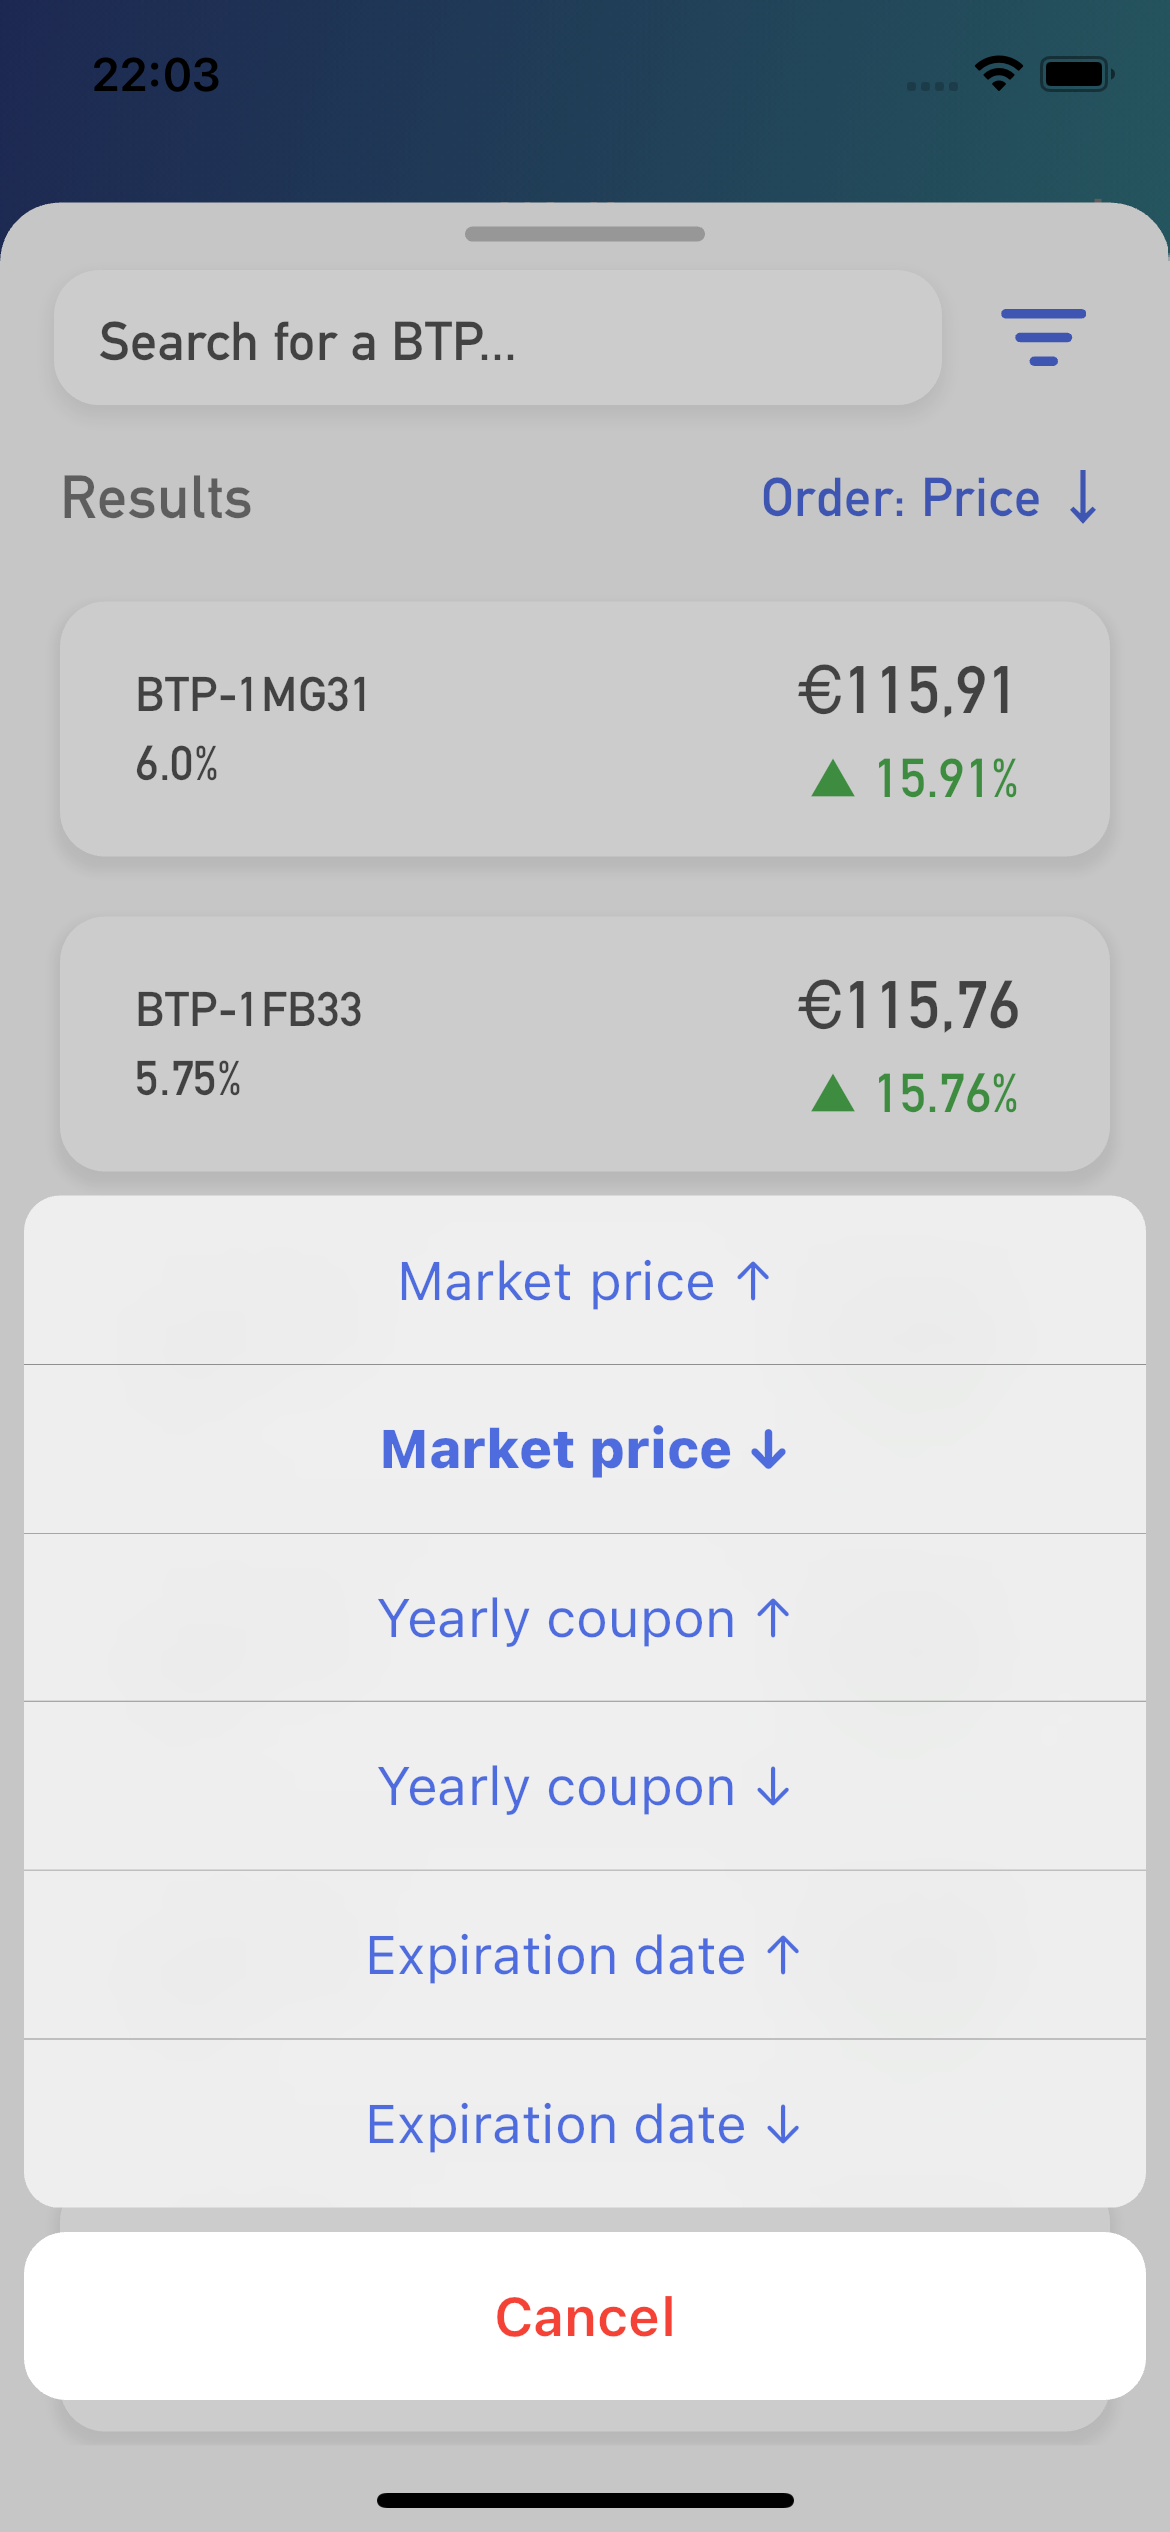 22:03
Search for a BTP...
Results
Order: Price ↓
BTP-1MG31
€115,91
6.0%
▲ 15.91%
BTP-1FB33
€115,76
5.75%
▲ 15.76%
Market price ↑
Market price ↓
Yearly coupon ↑
Yearly coupon ↓
Expiration date ↑
Expiration date ↓
Cancel